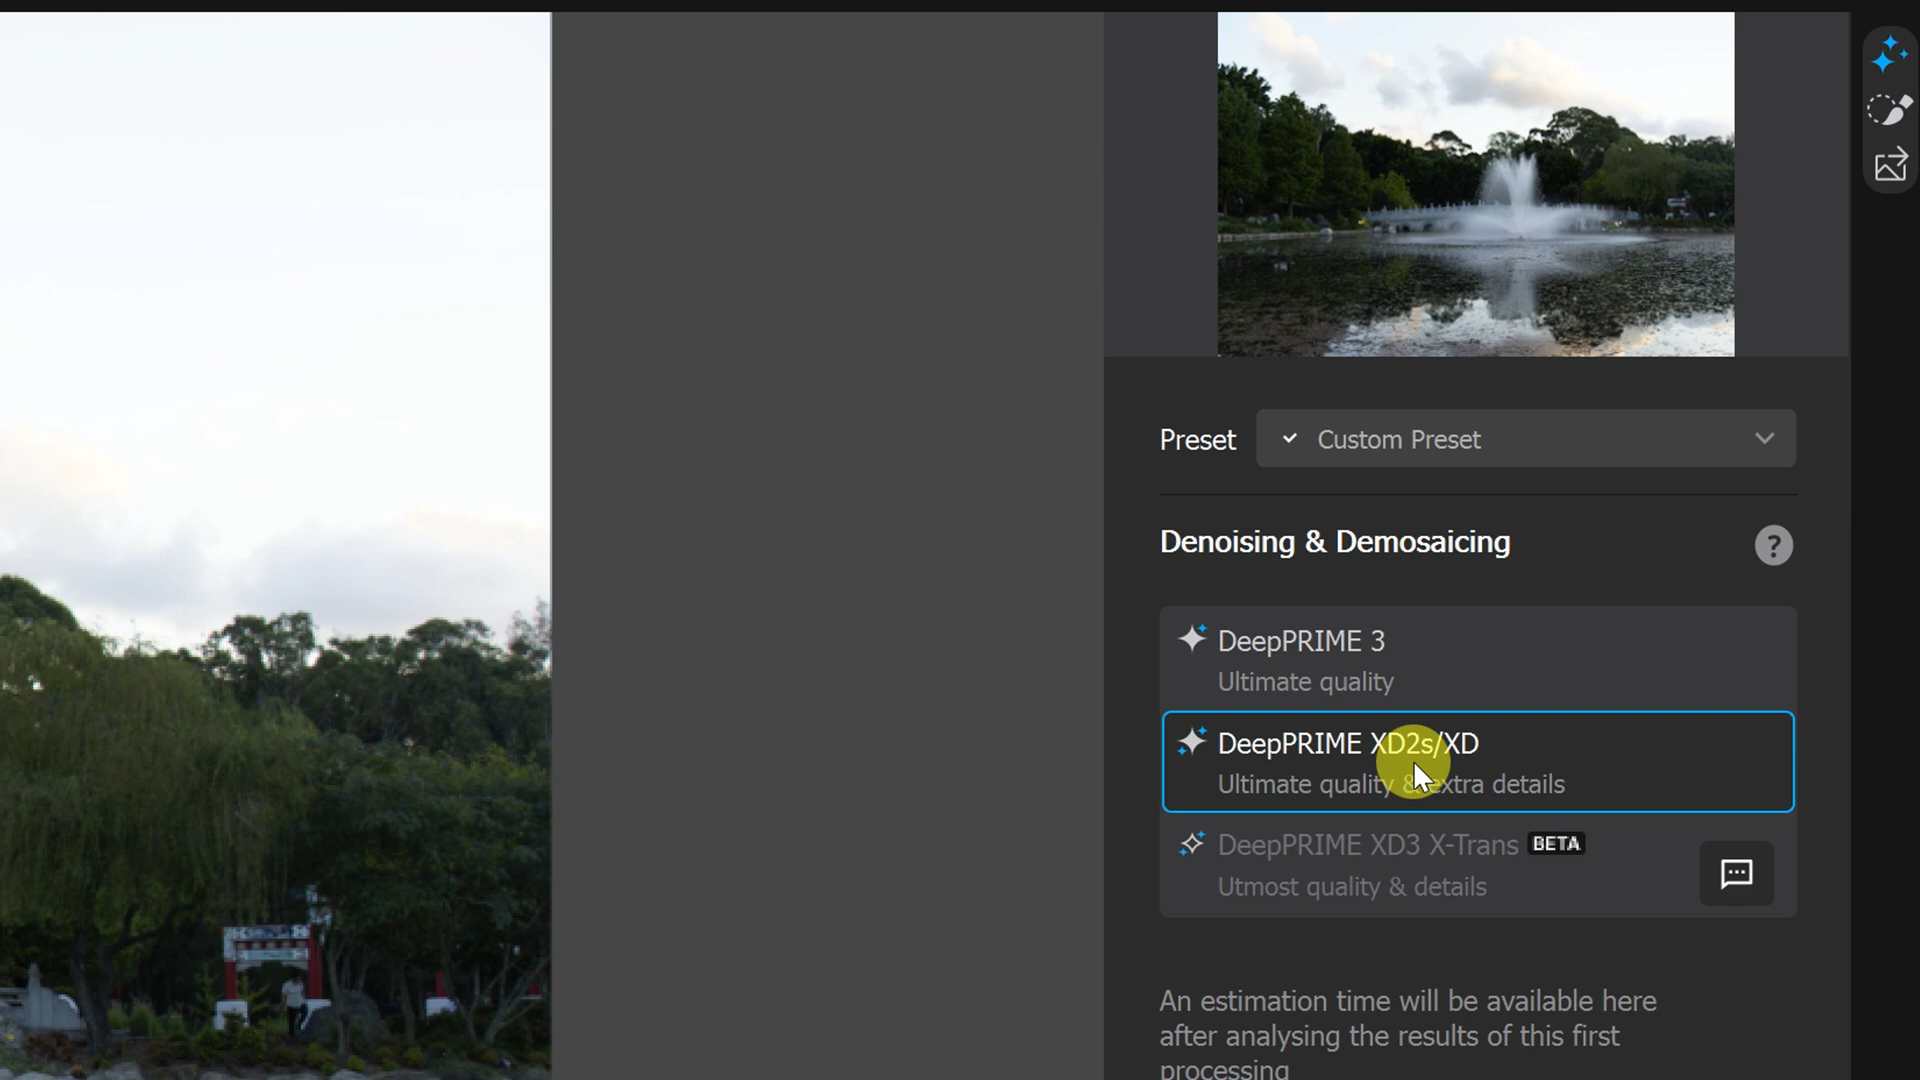 Preset
Custom Preset
Denoising & Demosaicing
?
DeepPRIME 3
Ultimate quality
DeepPRIME XD2s/XD
Ultimate quality & extra details
DeepPRIME XD3 X-Trans BETA
Utmost quality & details
An estimation time will be available here
after analysing the results of this first
processing